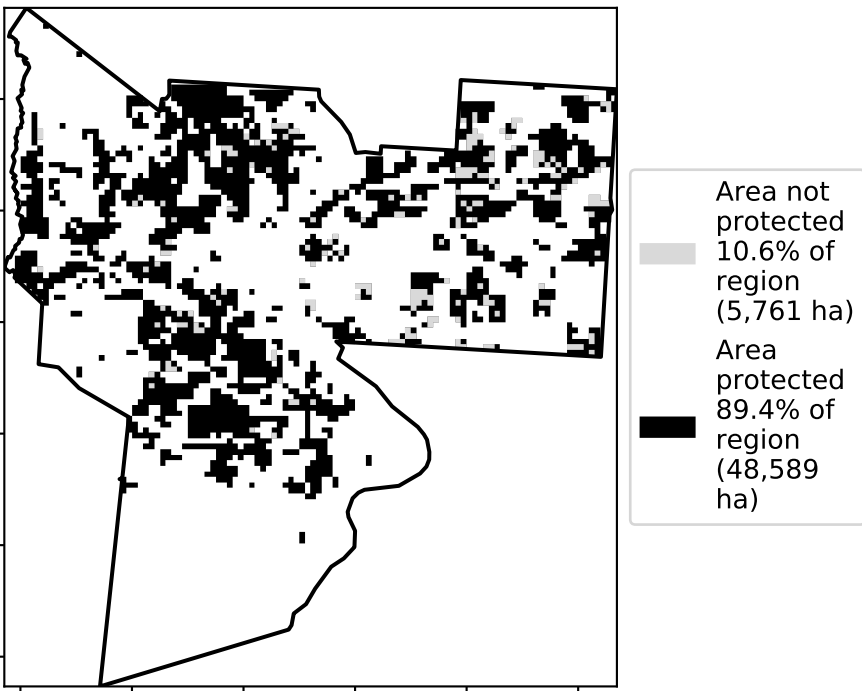 Area not
protected
10.6% of
region
(5,761 ha)
Area
protected
89.4% of
region
(48,589
ha)